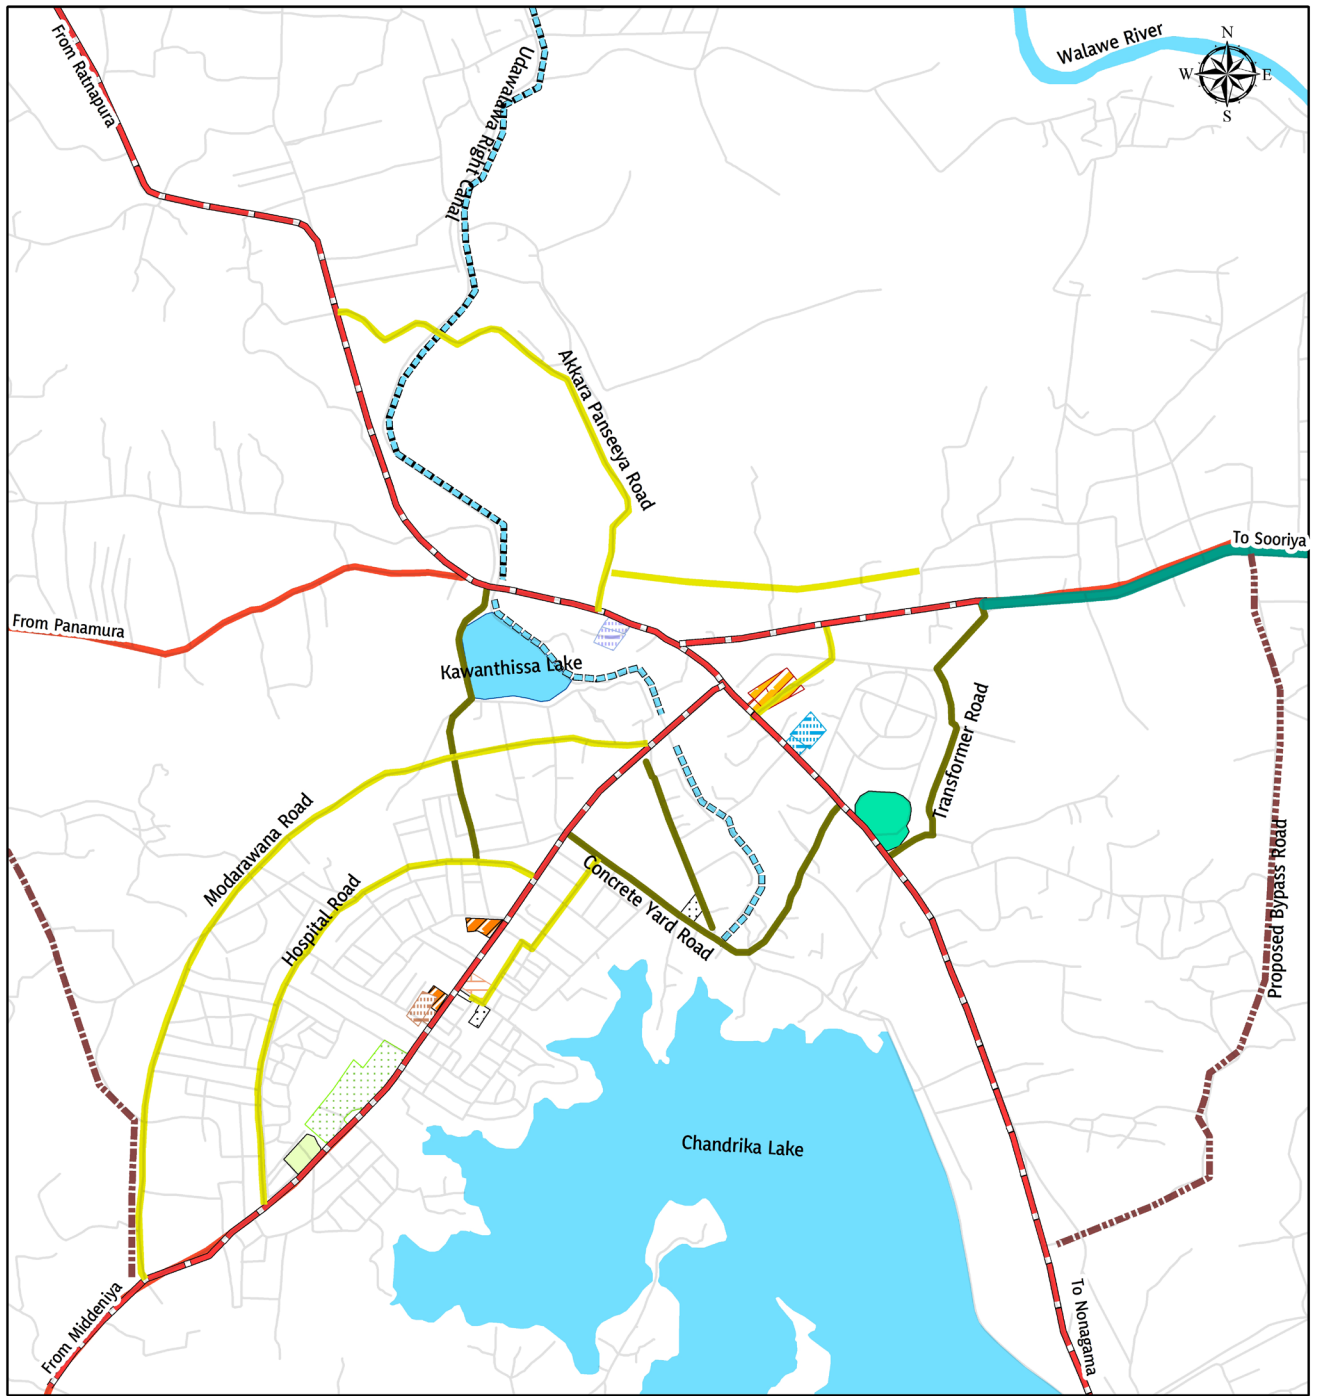 From Ratnapura
Udawalawa Right Canal
Walawe River
N
W
E
S
Akkara Panseeya Road
To Sooriya
From Panamura
Kawanthissa Lake
Transformer Road
Modarawana Road
Hospital Road
Concrete Yard Road
Proposed Bypass Road
Chandrika Lake
From Middeniya
To Nonagama